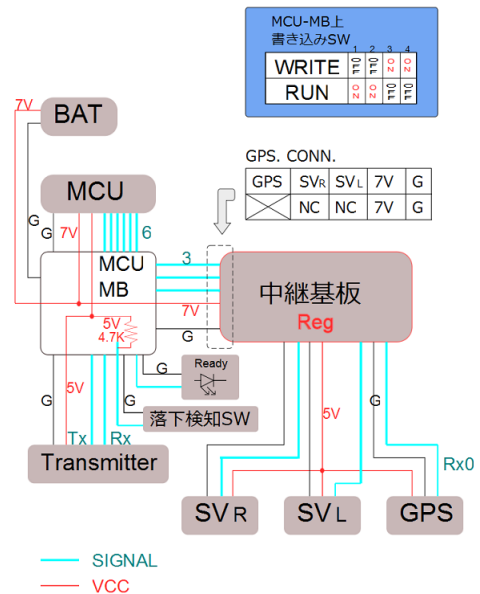 MCU-MB上
書き込みSW
1 2 3 4
WRITE OFF OFF ON ON
RUN ON ON OFF OFF
7V
BAT
GPS. CONN.
GPS SVR SVL 7V G
NC NC 7V G
MCU
G
G
7V
6
MCU
MB
3
中継基板
Reg
7V
5V
4.7K
G
Ready
G
5V
G
G
落下検知SW
5V
G
Tx
Rx
Transmitter
Rx0
SVR
SVL
GPS
SIGNAL
VCC